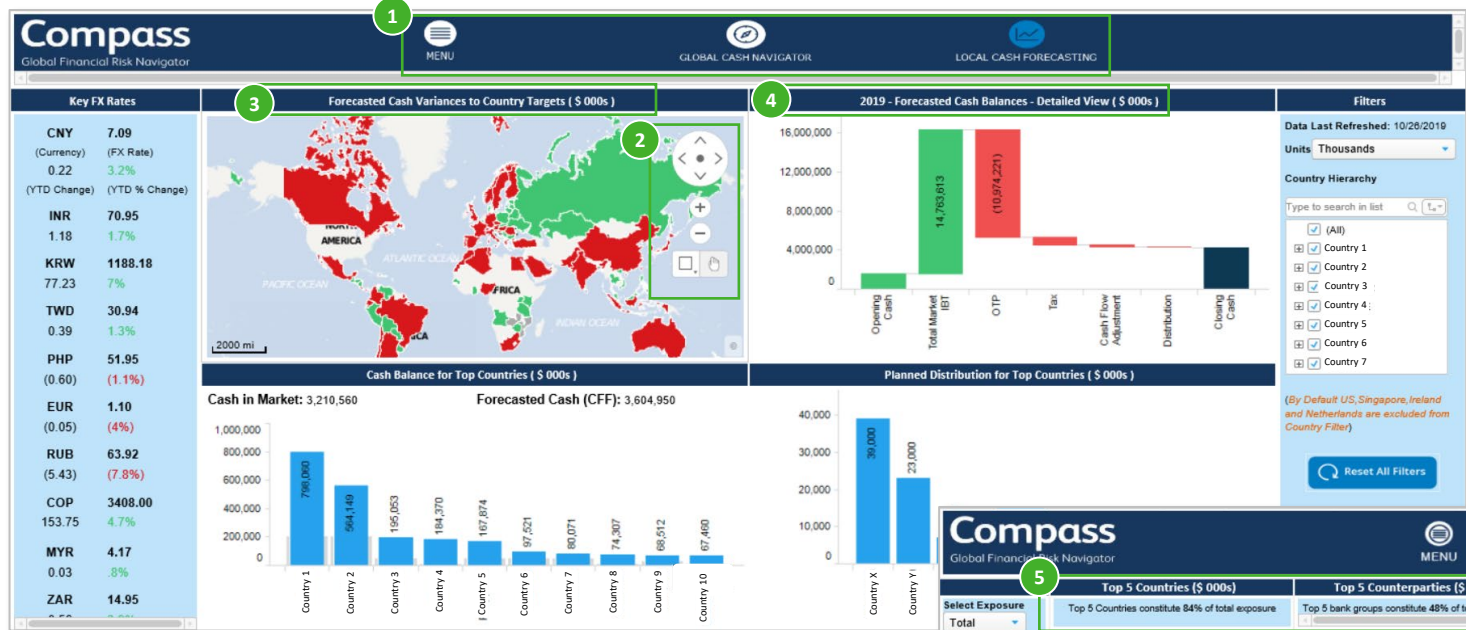 1
Compass
Global Financial Risk Navigator
MENU
GLOBAL CASH NAVIGATOR
LOCAL CASH FORECASTING
Key FX Rates
CNY 7.09
(Currency) (FX Rate)
0.22 3.2%
(YTD Change) (YTD % Change)
INR 70.95
1.18 1.7%
KRW 1188.18
77.23 7%
TWD 30.94
0.39 1.3%
PHP 51.95
(0.60) (1.1%)
EUR 1.10
(0.05) (4%)
RUB 63.92
(5.43) (7.8%)
COP 3408.00
153.75 4.7%
MYR 4.17
0.03 .8%
ZAR 14.95
3
Forecasted Cash Variances to Country Targets ( $ 000s )
2
AMERICA
ATLANTIC OCEAN
PACIFIC OCEAN
FRICA
INDIAN OCEAN
2000 mi
4
2019 - Forecasted Cash Balances - Detailed View ( $ 000s )
16,000,000
12,000,000
8,000,000
4,000,000
0
14,763,613
(10,974,221)
Opening Cash
Total Market IBT
OTP
Tax
Cash Flow Adjustment
Distribution
Closing Cash
Filters
Data Last Refreshed: 10/26/2019
Units Thousands
Country Hierarchy
Type to search in list
(All)
Country 1
Country 2
Country 3
Country 4
Country 5
Country 6
Country 7
(By Default US,Singapore,Ireland
and Netherlands are excluded from
Country Filter)
Reset All Filters
Cash Balance for Top Countries ( $ 000s )
Cash in Market: 3,210,560
Forecasted Cash (CFF): 3,604,950
1,000,000
800,000
600,000
400,000
200,000
0
798,060
564,149
195,053
184,370
167,874
97,521
80,071
74,307
68,512
67,460
Country 1
Country 2
Country 3
Country 4
Country 5
Country 6
Country 7
Country 8
Country 9
Country 10
Planned Distribution for Top Countries ( $ 000s )
40,000
30,000
20,000
10,000
0
39,000
23,000
Country X
Country Y
Compass
Global Financial Risk Navigator
MENU
5
Top 5 Countries ($ 000s)
Top 5 Counterparties ($
Select Exposure
Total
Top 5 Countries constitute 84% of total exposure
Top 5 bank groups constitute 48% of t